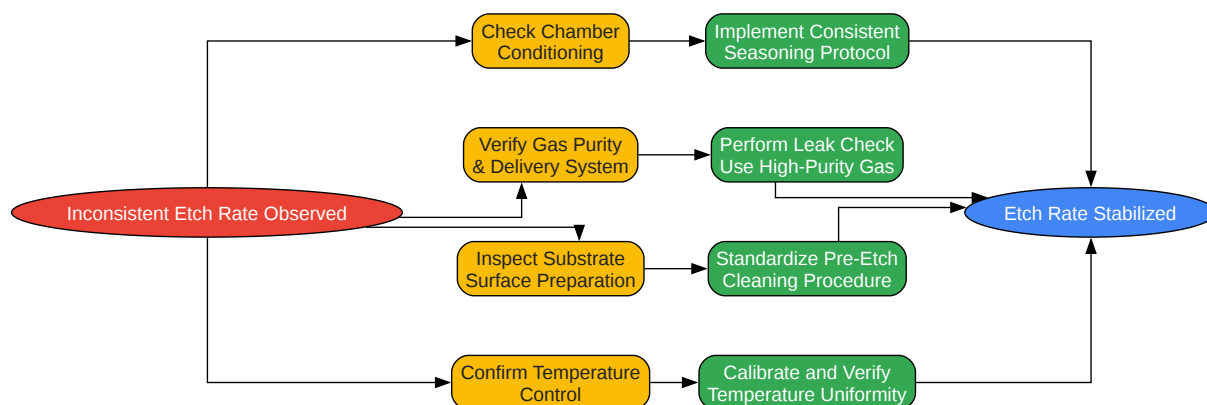 Check Chamber
Conditioning
Implement Consistent
Seasoning Protocol
Verify Gas Purity
& Delivery System
Perform Leak Check
Use High-Purity Gas
Inconsistent Etch Rate Observed
Etch Rate Stabilized
Inspect Substrate
Surface Preparation
Standardize Pre-Etch
Cleaning Procedure
Confirm Temperature
Control
Calibrate and Verify
Temperature Uniformity